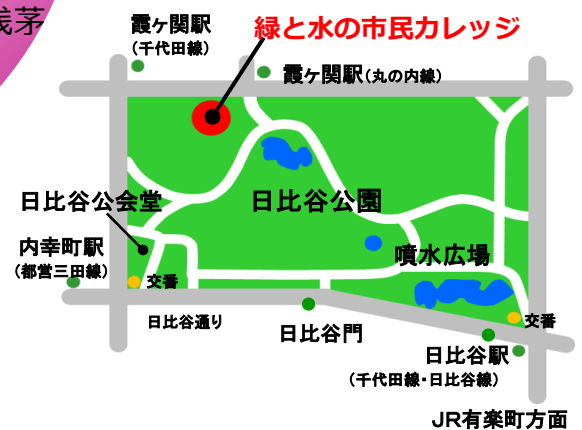 浅茅
霞ヶ関駅
(千代田線)
緑と水の市民カレッジ
霞ヶ関駅(丸の内線)
日比谷公会堂
日比谷公園
内幸町駅
(都営三田線)
噴水広場
交番
日比谷通り
日比谷門
交番
日比谷駅
(千代田線・日比谷線)
JR有楽町方面